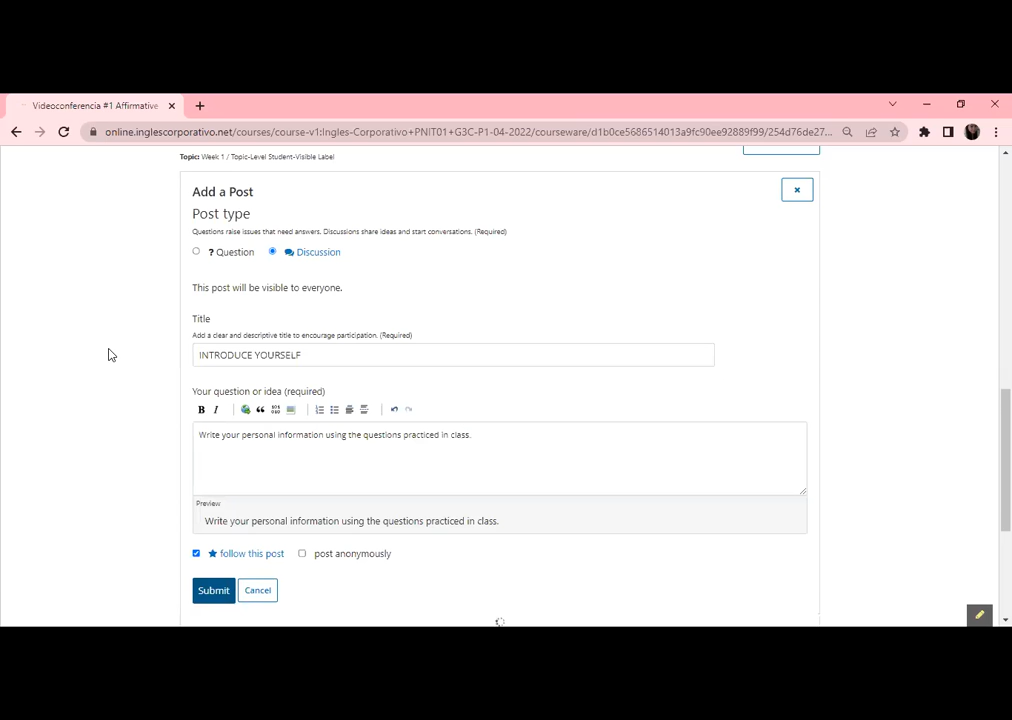 Videoconferencia #1 Affirmative
online.inglescorporativo.net/courses/course-v1:Ingles-Corporativo+PNIT01+G3C-P1-04-2022/courseware/d1b0ce5686514013a9fc90ee92889f99/254d76de27...
Topic: Week 1 / Topic-Level Student-Visible Label
Add a Post
Post type
Questions raise issues that need answers. Discussions share ideas and start conversations. (Required)
? Question Discussion
This post will be visible to everyone.
Title
Add a clear and descriptive title to encourage participation. (Required)
INTRODUCE YOURSELF
Your question or idea (required)
B I
Write your personal information using the questions practiced in class.
Preview
Write your personal information using the questions practiced in class.
follow this post post anonymously
Submit Cancel